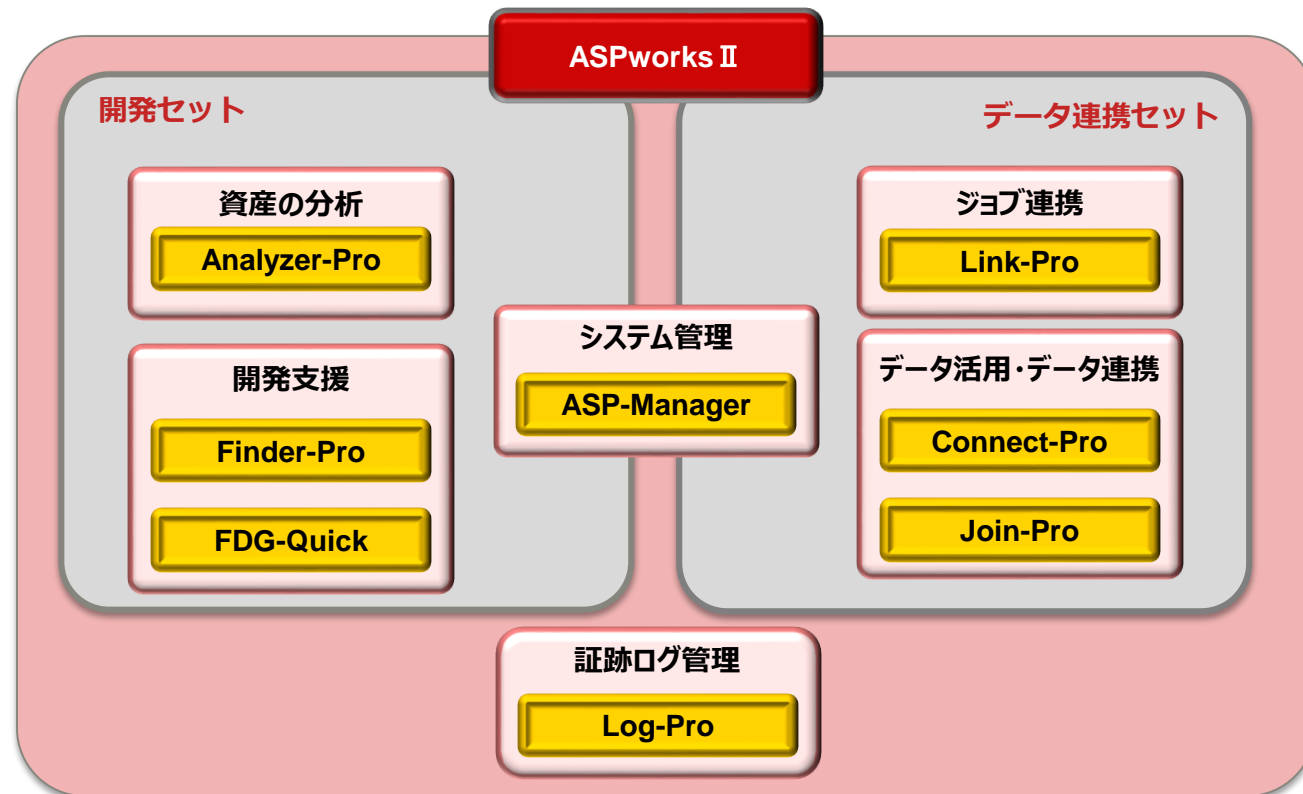 ASPworksⅡ
開発セット
資産の分析
Analyzer-Pro
開発支援
Finder-Pro
FDG-Quick
システム管理
ASP-Manager
データ連携セット
ジョブ連携
Link-Pro
データ活用・データ連携
Connect-Pro
Join-Pro
証跡ログ管理
Log-Pro